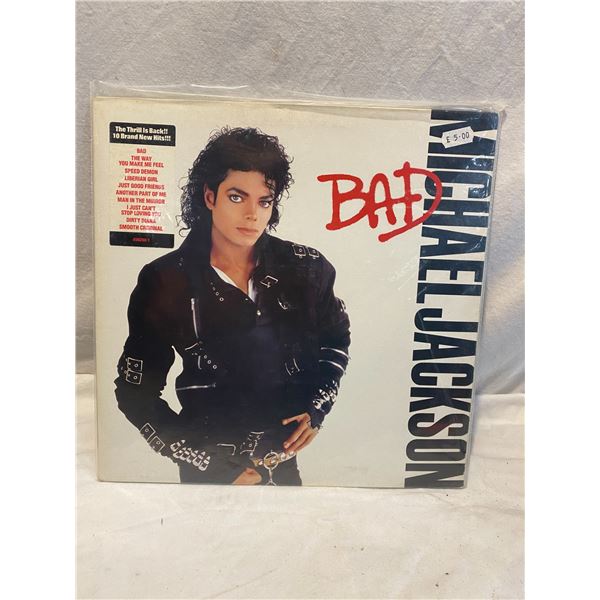 The Thrill Is Back!!
10 Brand New Hits!!!
BAD
THE WAY
YOU MAKE ME FEEL
SPEED DEMON
LIBERIAN GIRL
JUST GOOD FRIENDS
ANOTHER PART OF ME
MAN IN THE MIRROR
I JUST CAN'T
STOP LOVING YOU
DIRTY DIANA
SMOOTH CRIMINAL
BAD
MICHAEL JACKSON
£5.00